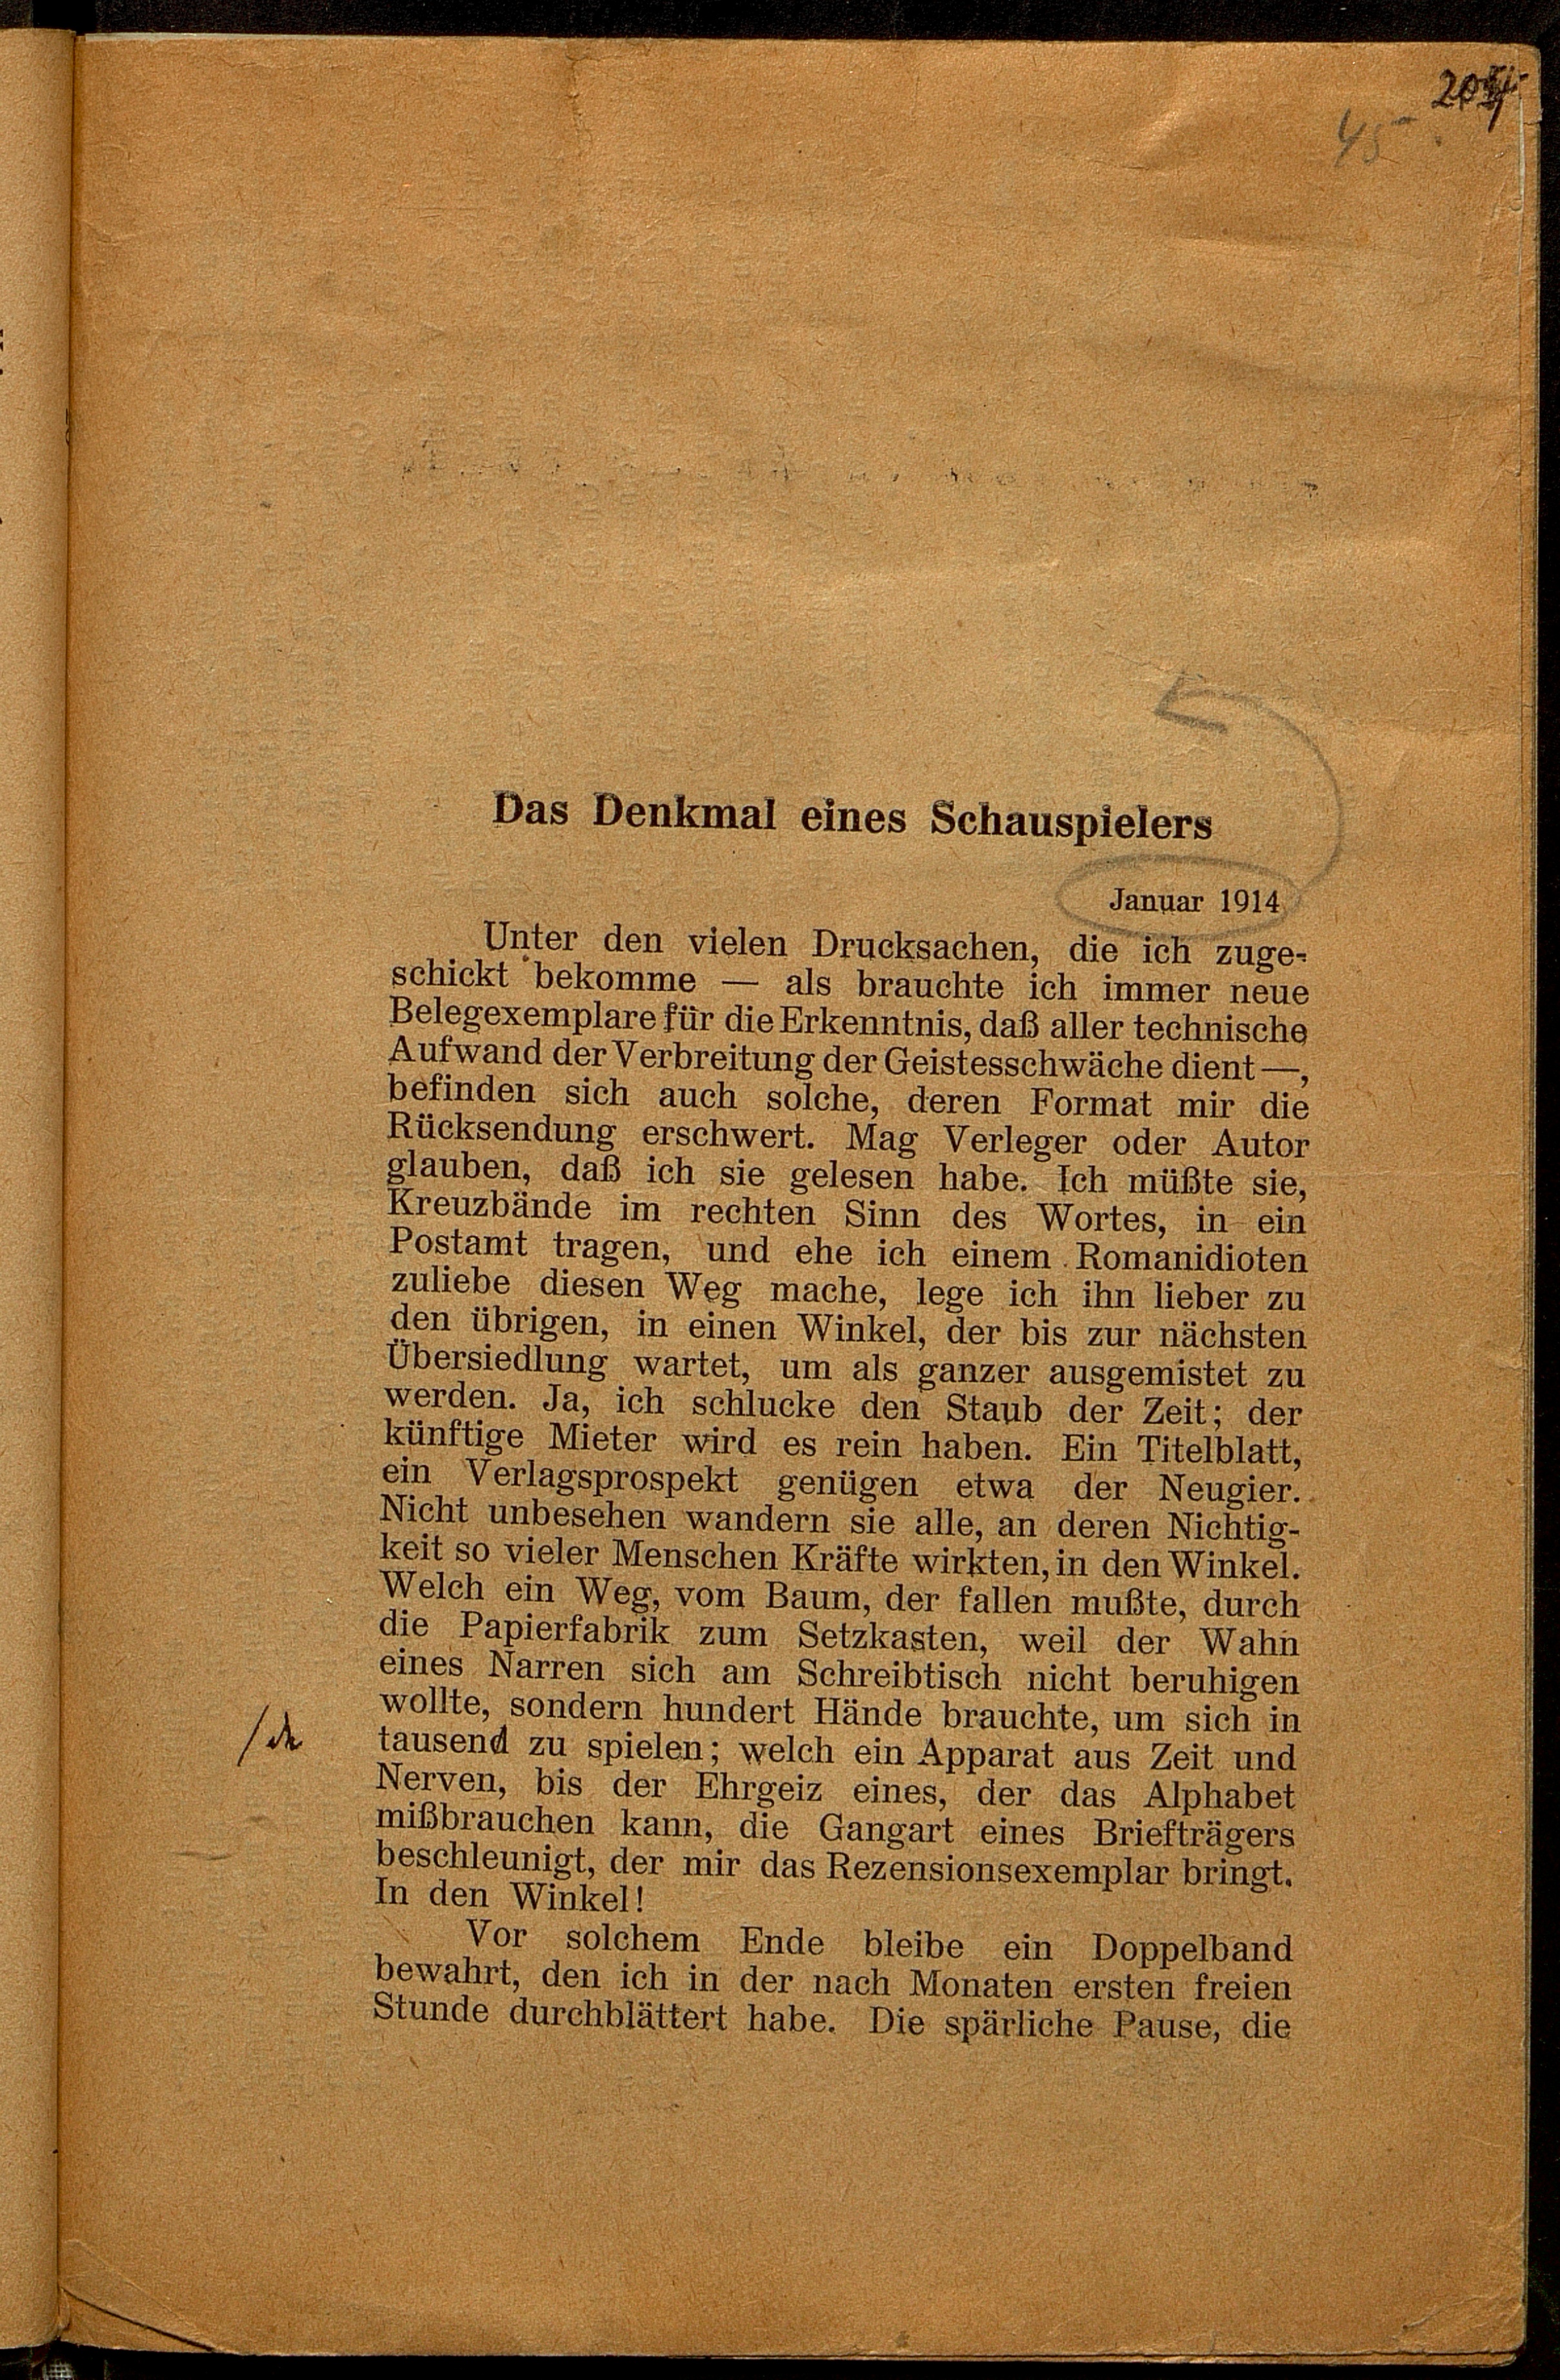 45
Das Denkmal eines Schauspielers
Januar 1914
Unter den vielen Drucksachen, die ich zuge-
schickt bekomme — als brauchte ich immer neue
Belegexemplare für die Erkenntnis, daß aller technische
Aufwand der Verbreitung der Geistesschwäche dient —,
befinden sich auch solche, deren Format mir die
Rücksendung erschwert. Mag Verleger oder Autor
glauben, daß ich sie gelesen habe. Ich müßte sie,
Kreuzbände im rechten Sinn des Wortes, in ein
Postamt tragen, und ehe ich einem Romanidioten
zuliebe diesen Weg mache, lege ich ihn lieber zu
den übrigen, in einen Winkel, der bis zur nächsten
Übersiedlung wartet, um als ganzer ausgemistet zu
werden. Ja, ich schlucke den Staub der Zeit; der
künftige Mieter wird es rein haben. Ein Titelblatt,
ein Verlagsprospekt genügen etwa der Neugier.
Nicht unbesehen wandern sie alle, an deren Nichtig-
keit so vieler Menschen Kräfte wirkten, in den Winkel.
Welch ein Weg, vom Baum, der fallen mußte, durch
die Papierfabrik zum Setzkasten, weil der Wahn
eines Narren sich am Schreibtisch nicht beruhigen
wollte, sondern hundert Hände brauchte, um sich in
tausend zu spielen; welch ein Apparat aus Zeit und
Nerven, bis der Ehrgeiz eines, der das Alphabet
mißbrauchen kann, die Gangart eines Briefträgers
beschleunigt, der mir das Rezensionsexemplar bringt.
In den Winkel!
Vor solchem Ende bleibe ein Doppelband
bewahrt, den ich in der nach Monaten ersten freien
Stunde durchblättert habe. Die spärliche Pause, die